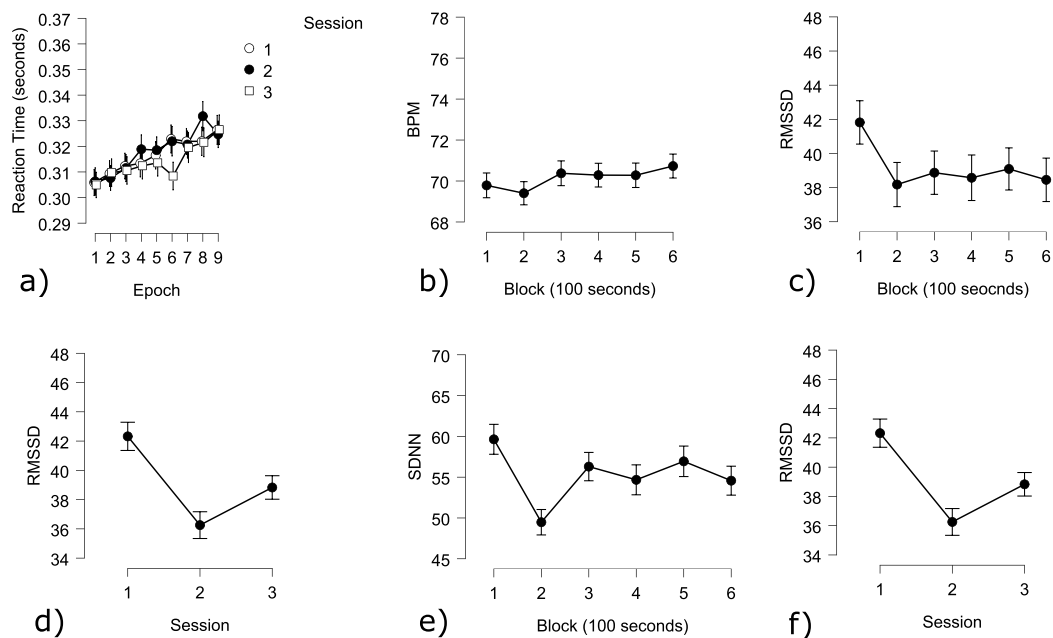 Session
1
2
3
0.37
0.36
0.35
0.34
0.33
0.32
0.31
0.30
0.29
Reaction Time (seconds)
1 2 3 4 5 6 7 8 9
Epoch
a)
78
76
74
72
70
68
BPM
1 2 3 4 5 6
Block (100 seconds)
b)
48
46
44
42
40
38
36
RMSSD
1 2 3 4 5 6
Block (100 seocnds)
c)
48
46
44
42
40
38
36
34
RMSSD
1 2 3
Session
d)
70
65
60
55
50
45
SDNN
1 2 3 4 5 6
Block (100 seconds)
e)
48
46
44
42
40
38
36
34
RMSSD
1 2 3
Session
f)